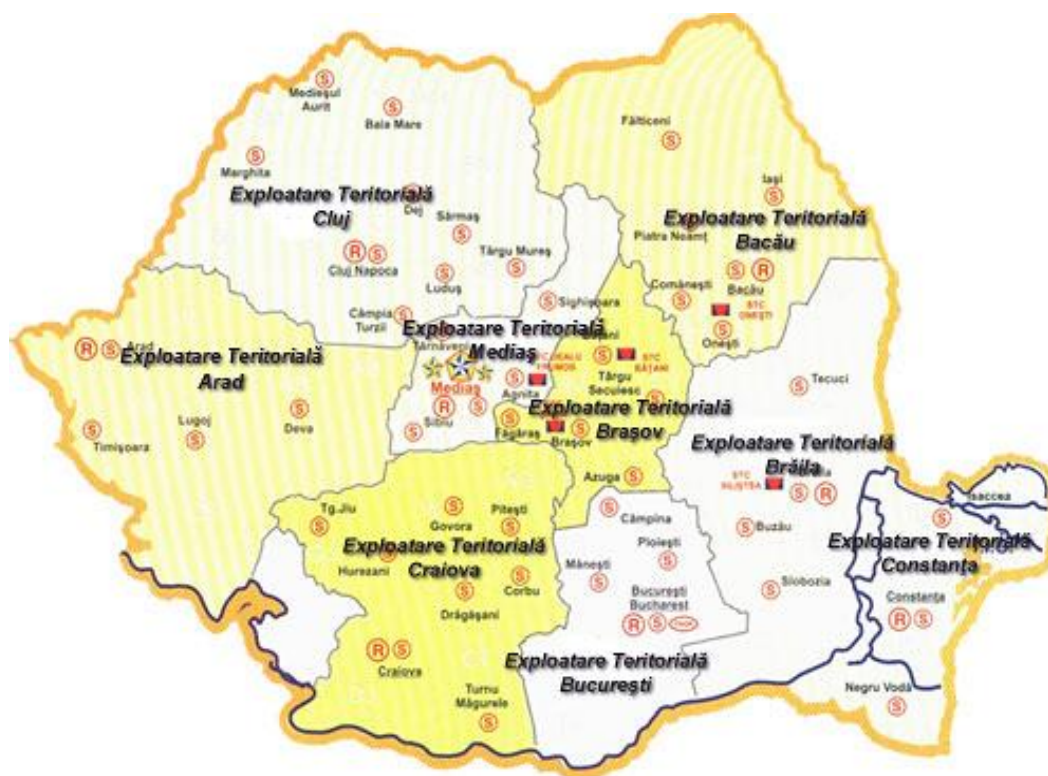 Medieşul
Aurit
S
Baia Mare
S
Fălticeni
S
Marghita
S
Iaşi
S
Exploatare Teritorială
Cluj
Dej
Sărmaş
S
Exploatare Teritorială
Bacău
Piatra Neamţ
R S
Cluj Napoca
Târgu Mureş
S
Luduş
S
S R
Bacău
Comăneşti
S
STC
ONEŞTI
Oneşti
S
Câmpia
Turzii
S
Sighişoara
S
Exploatare Teritorială
Mediaş
Târnăveni
R S
Arad
Exploatare Teritorială
Arad
Mediaş
R S
Agnita
S
S
STC
BĂŢANI
Târgu
Secuiesc
S
Tecuci
S
Lugoj
S
Deva
S
Timişoara
S
Sibiu
S
Făgăraş
S
Braşov
S
Exploatare Teritorială
Braşov
Exploatare Teritorială
Brăila
STC
SILIŞTEA
S R
Azuga
S
Isaccea
S
Tg.Jiu
S
Govora
S
Piteşti
S
Câmpina
S
Buzău
S
Exploatare Teritorială
Craiova
Hurezani
Exploatare Teritorială
Constanţa
Ploieşti
S
Mâneşti
S
Corbu
S
Drăgăşani
S
Slobozia
S
Bucureşti
Bucharest
R S
Constanţa
R S
R S
Craiova
Exploatare Teritorială
Bucureşti
Turnu
Măgurele
S
Negru Vodă
S